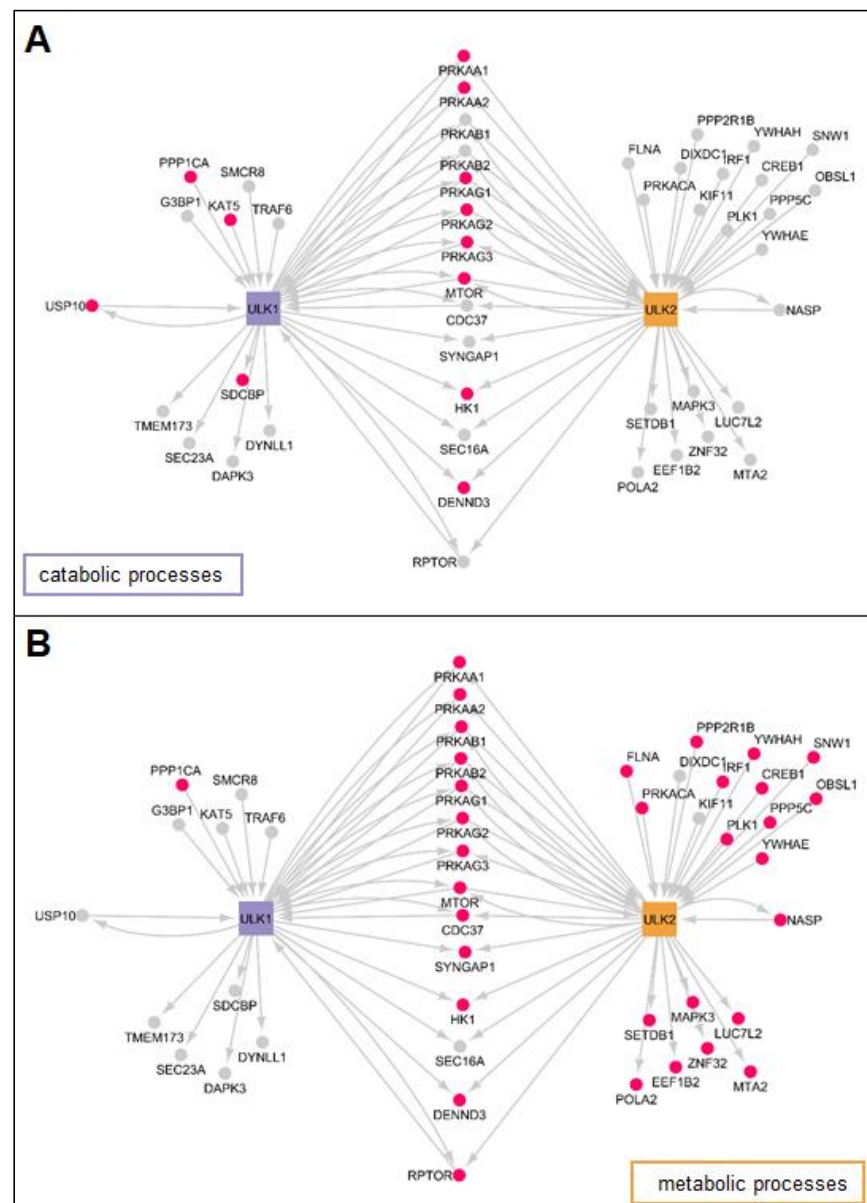 A
PRKAA1
PRKAA2
PRKAB1
PRKAB2
PRKAG1
PRKAG2
PRKAG3
MTOR
CDC37
SYNGAP1
HK1
SEC16A
DENND3
RPTOR
PPP1CA
SMCR8
G3BP1
KAT5
TRAF6
USP10
ULK1
SDCBP
TMEM173
SEC23A
DAPK3
DYNLL1
PPP2R1B
YWHAH
SNW1
FLNA
DIXDC1
IRF1
CREB1
OBSL1
PRKACA
KIF11
PPP5C
PLK1
YWHAE
ULK2
NASP
SETDB1
MAPK3
LUC7L2
ZNF32
POLA2
EEF1B2
MTA2
catabolic processes
B
PRKAA1
PRKAA2
PRKAB1
PRKAB2
PRKAG1
PRKAG2
PRKAG3
MTOR
CDC37
SYNGAP1
HK1
SEC16A
DENND3
RPTOR
PPP1CA
SMCR8
G3BP1
KAT5
TRAF6
USP10
ULK1
SDCBP
TMEM173
SEC23A
DAPK3
DYNLL1
PPP2R1B
YWHAH
SNW1
FLNA
DIXDC1
IRF1
CREB1
OBSL1
PRKACA
KIF11
PPP5C
PLK1
YWHAE
ULK2
NASP
SETDB1
MAPK3
LUC7L2
ZNF32
POLA2
EEF1B2
MTA2
metabolic processes